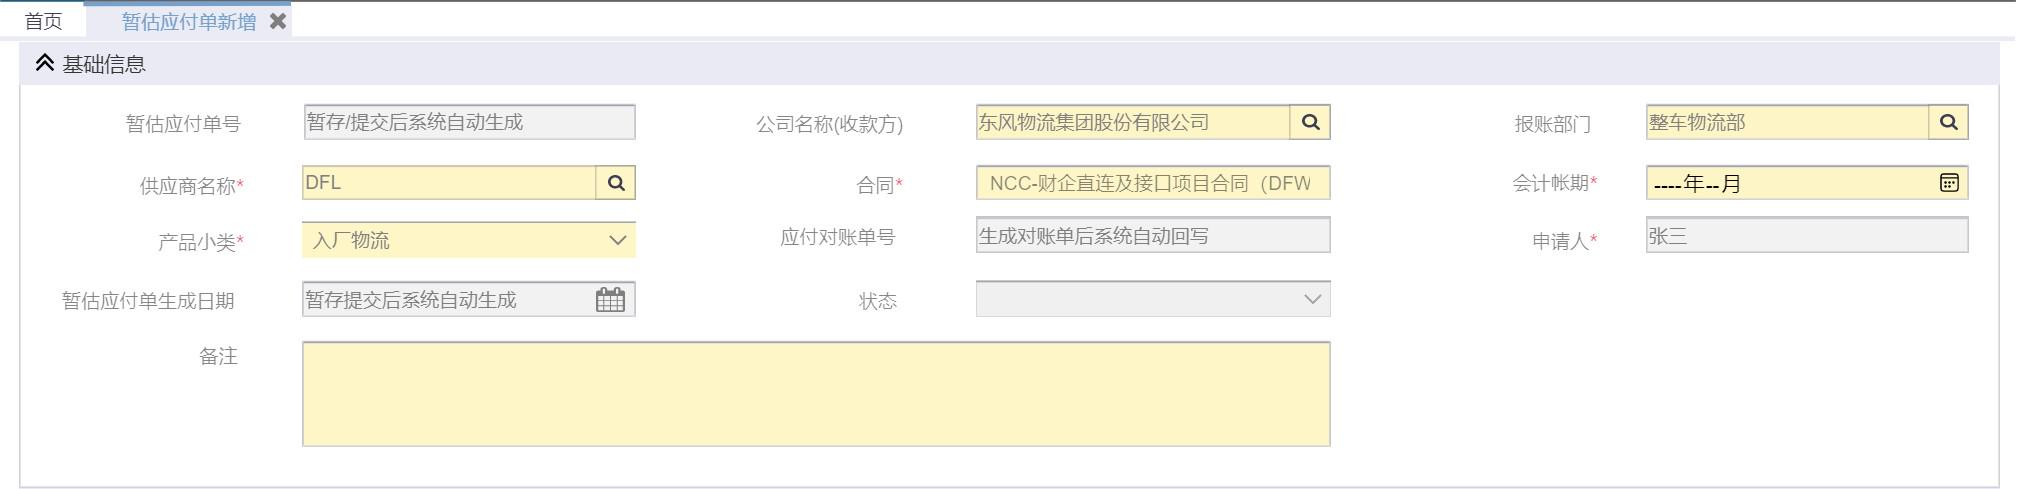 首页 暂估应付单新增
基础信息
暂估应付单号 暂存/提交后系统自动生成 公司名称(收款方) 东风物流集团股份有限公司 报账部门 整车物流部
供应商名称* DFL 合同* NCC-财企直连及接口项目合同（DFW 会计帐期* ----年--月
产品小类* 入厂物流 应付对账单号 生成对账单后系统自动回写 申请人* 张三
暂估应付单生成日期 暂存提交后系统自动生成 状态
备注